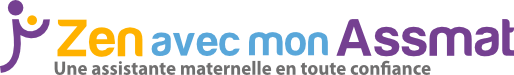 Zen avec mon Assmat
Une assistante maternelle en toute confiance